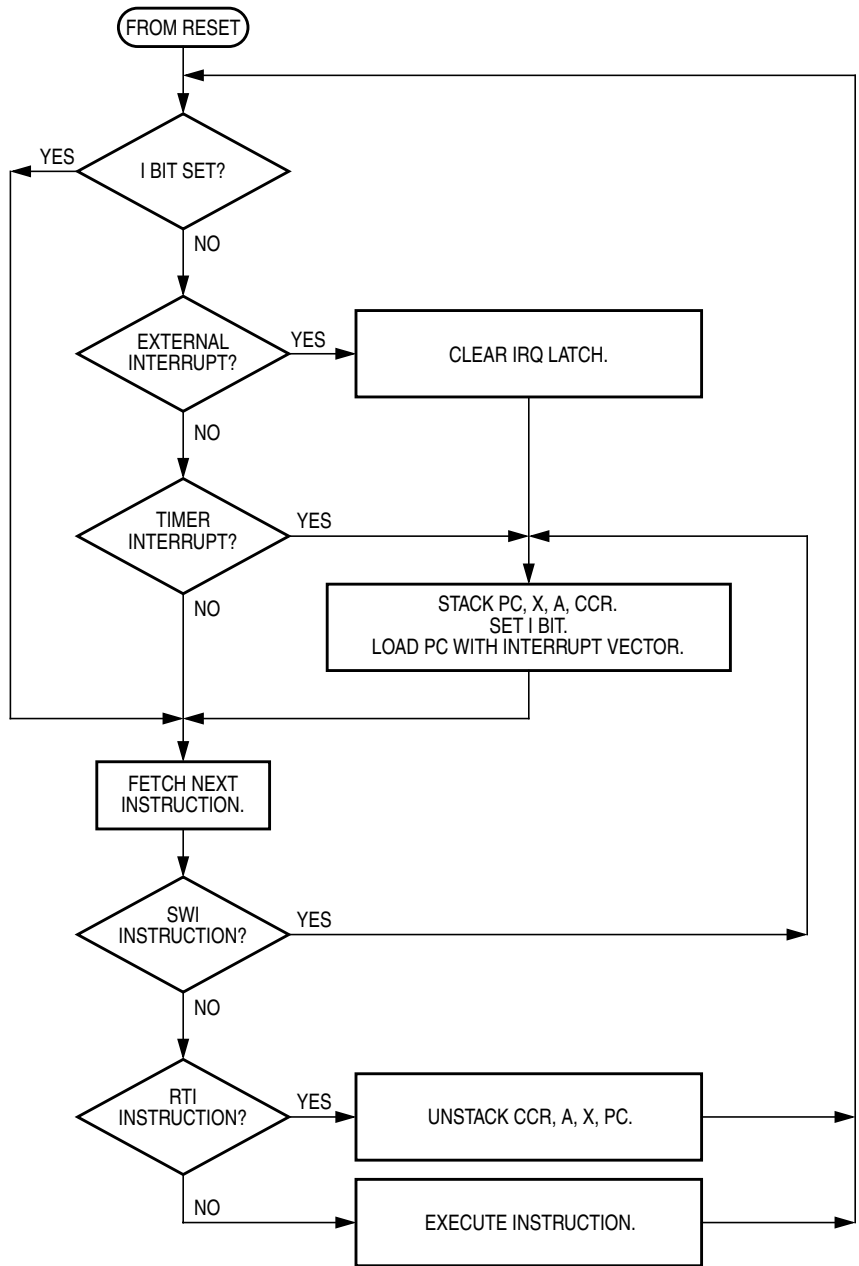 FROM RESET
YES
I BIT SET?
NO
EXTERNAL
INTERRUPT?
YES
CLEAR IRQ LATCH.
NO
TIMER
INTERRUPT?
YES
STACK PC, X, A, CCR.
SET I BIT.
LOAD PC WITH INTERRUPT VECTOR.
NO
FETCH NEXT
INSTRUCTION.
SWI
INSTRUCTION?
YES
NO
RTI
INSTRUCTION?
YES
UNSTACK CCR, A, X, PC.
NO
EXECUTE INSTRUCTION.